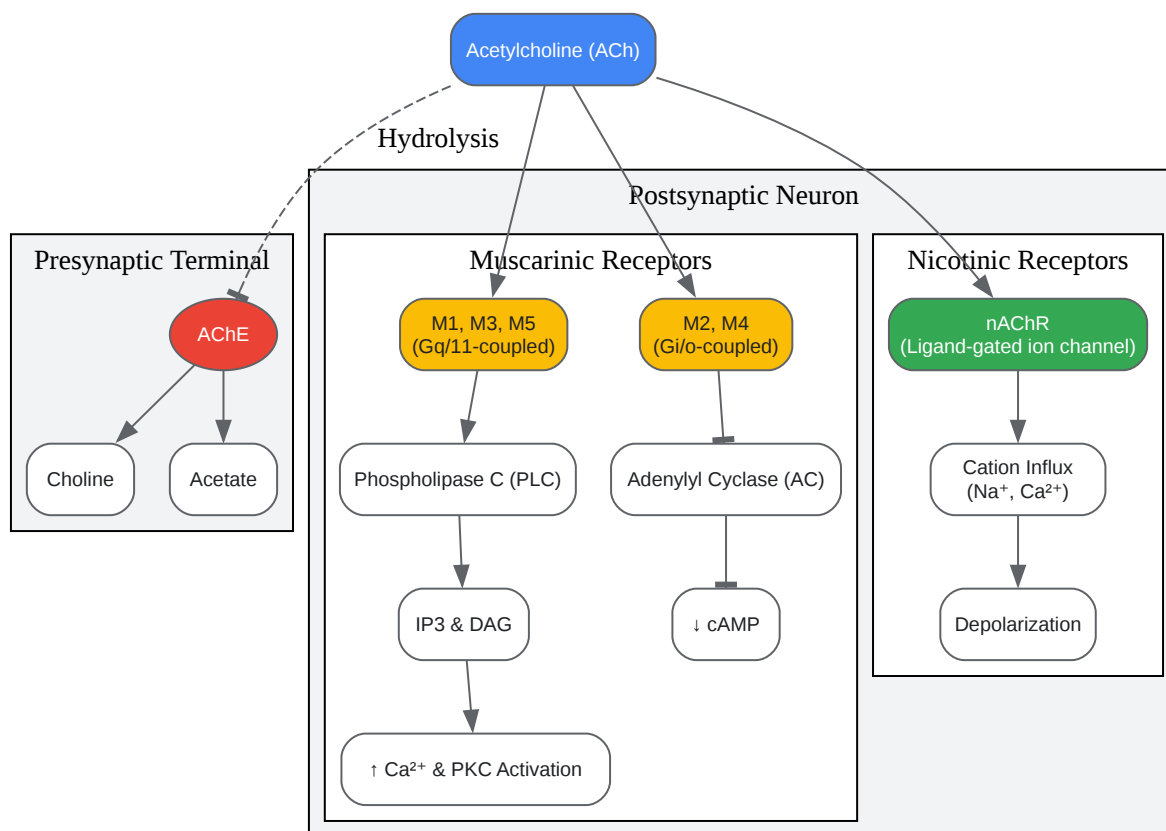 Acetylcholine (ACh)
Hydrolysis
Postsynaptic Neuron
Presynaptic Terminal
Muscarinic Receptors
Nicotinic Receptors
AChE
M1, M3, M5
(Gq/11-coupled)
M2, M4
(Gi/o-coupled)
nAChR
(Ligand-gated ion channel)
Choline
Acetate
Phospholipase C (PLC)
Adenylyl Cyclase (AC)
Cation Influx
(Na⁺, Ca²⁺)
IP3 & DAG
↓ cAMP
Depolarization
↑ Ca²⁺ & PKC Activation